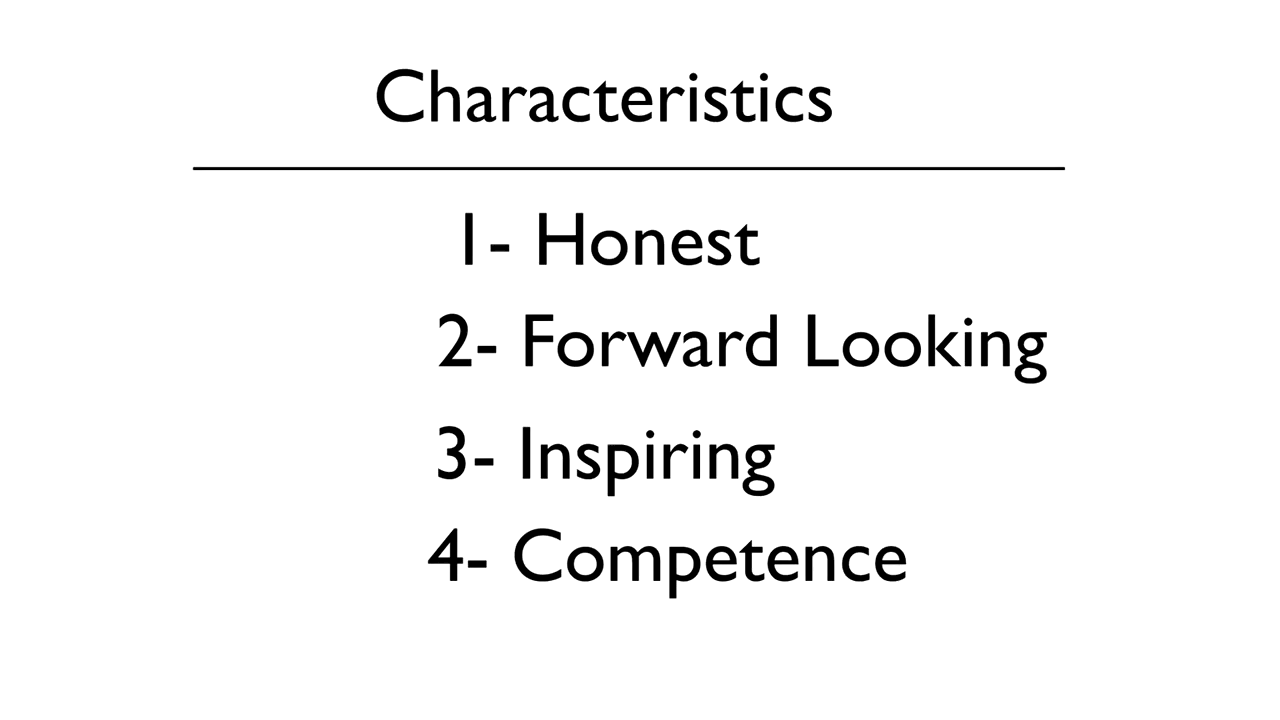 Characteristics
1- Honest
2- Forward Looking
3- Inspiring
4- Competence